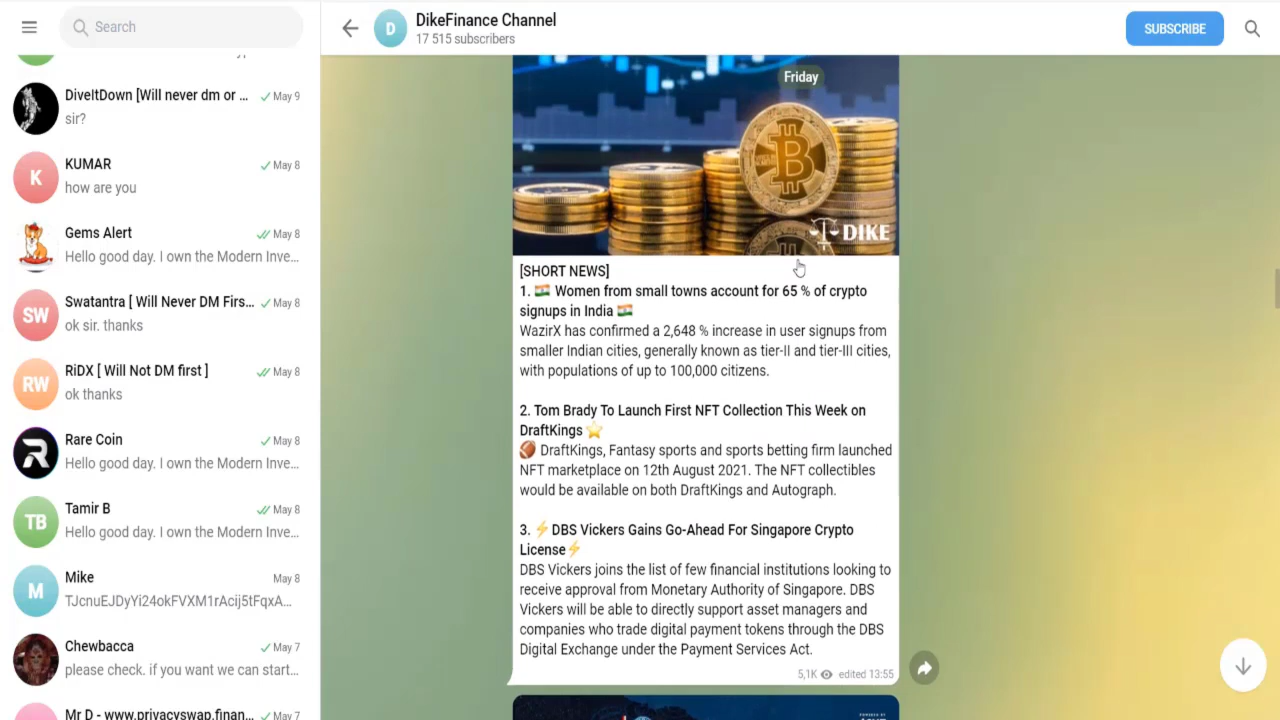 Search
DiveItDown [Will never dm or ...
May 9
sir?
K
KUMAR
May 8
how are you
Gems Alert
May 8
Hello good day. I own the Modern Inve...
SW
Swatantra [ Will Never DM Firs...
May 8
ok sir. thanks
RW
RiDX [ Will Not DM first ]
May 8
ok thanks
R
Rare Coin
May 8
Hello good day. I own the Modern Inve...
TB
Tamir B
May 8
Hello good day. I own the Modern Inve...
M
Mike
May 8
TJcnuEJDyYi24okFVXM1rAcij5tFqxA...
Chewbacca
May 7
please check. if you want we can start...
Mr D - www.privacyswap.finan...
May 7
D
DikeFinance Channel
17 515 subscribers
SUBSCRIBE
Friday
DIKE
[SHORT NEWS]
1. 🇮🇳 Women from small towns account for 65 % of crypto
signups in India 🇮🇳
WazirX has confirmed a 2,648 % increase in user signups from
smaller Indian cities, generally known as tier-II and tier-III cities,
with populations of up to 100,000 citizens.
2. Tom Brady To Launch First NFT Collection This Week on
DraftKings ⭐
🏈 DraftKings, Fantasy sports and sports betting firm launched
NFT marketplace on 12th August 2021. The NFT collectibles
would be available on both DraftKings and Autograph.
3. ⚡DBS Vickers Gains Go-Ahead For Singapore Crypto
License⚡
DBS Vickers joins the list of few financial institutions looking to
receive approval from Monetary Authority of Singapore. DBS
Vickers will be able to directly support asset managers and
companies who trade digital payment tokens through the DBS
Digital Exchange under the Payment Services Act.
5,1K edited 13:55